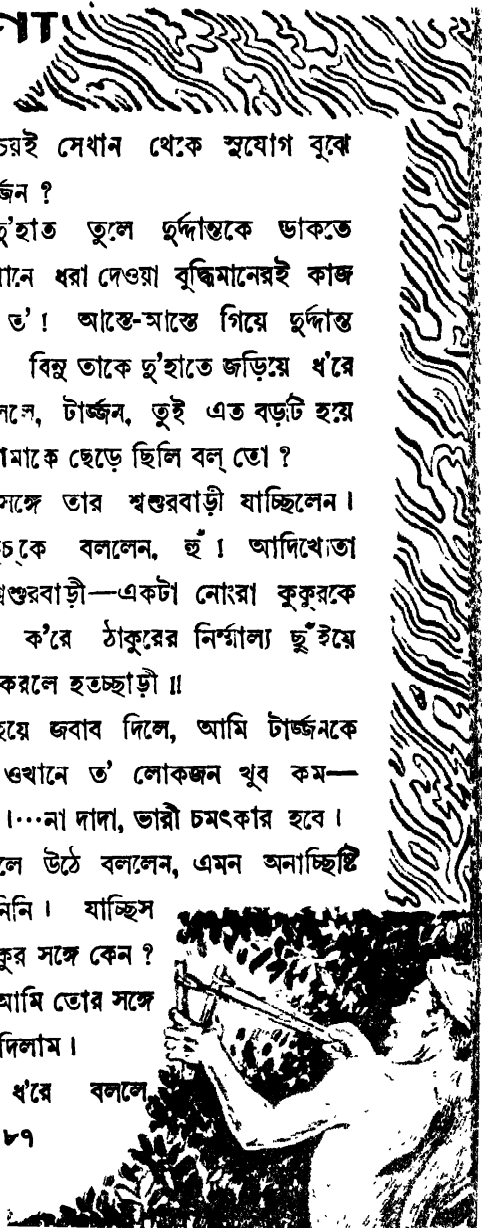 সেখান থেকে সুযোগ বুঝে
র্জন ?
দু'হাত তুলে দুর্দ্দান্তকে ডাকতে
ধরা দেওয়া বুদ্ধিমানেরই কাজ
ত'! আস্তে-আস্তে গিয়ে দুর্দ্দান্ত
বিন্নু তাকে দু'হাতে জড়িয়ে ধ'রে
টার্জ্জন, তুই এত বড়টি হয়ে
মাকে ছেড়ে ছিলি বল্ তো ?
সঙ্গে তার শ্বশুরবাড়ী যাচ্ছিলেন।
চ্‌কে বললেন, হুঁ ! আদিখ্যেতা
শ্বশুরবাড়ী—একটা নোংরা কুকুরকে
ক'রে ঠাকুরের নির্ম্মাল্য ছুঁইয়ে
করলে হতচ্ছাড়ী !!
হয়ে জবাব দিলে, আমি টার্জ্জনকে
ওখানে ত' লোকজন খুব কম—
।...না দাদা, ভারী চমৎকার হবে।
লে উঠে বললেন, এমন অনাচ্ছিষ্টি
নিনি। যাচ্ছিস
কুর সঙ্গে কেন ?
আমি তোর সঙ্গে
দিলাম।
ধ'রে বললে,
৮৭